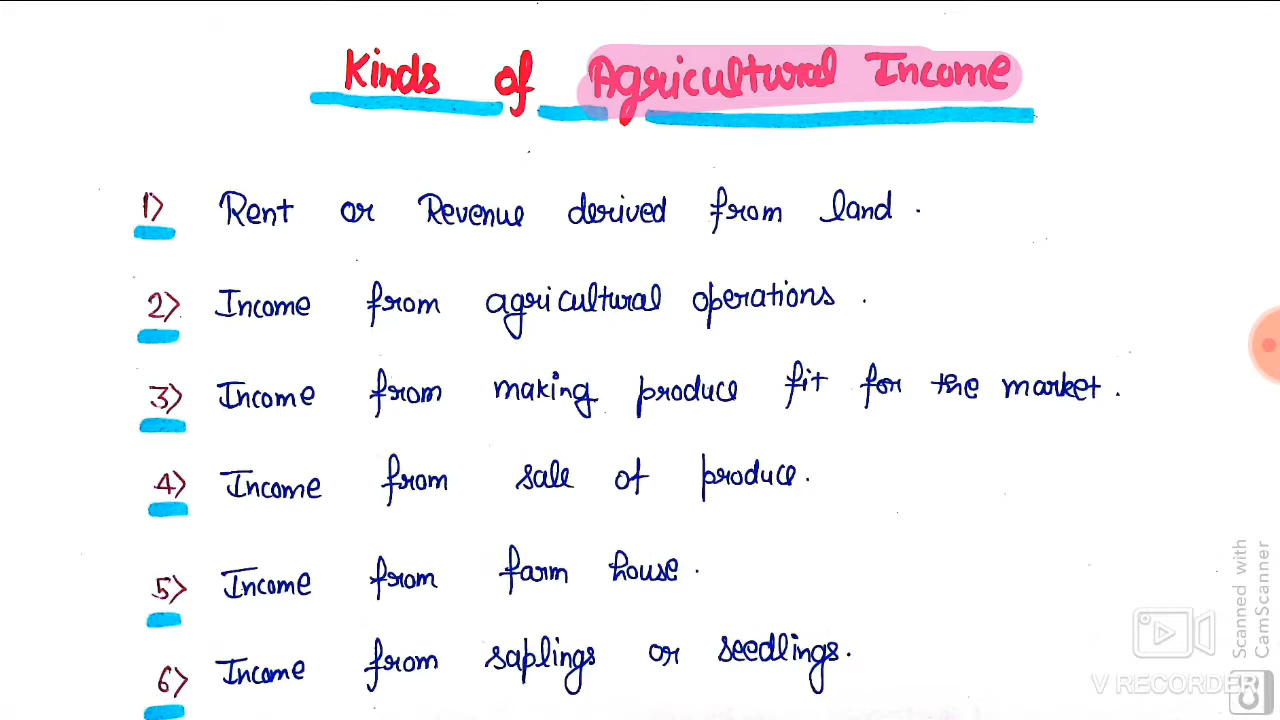 Kinds of Agricultural Income
1) Rent or Revenue derived from land.
2) Income from agricultural operations.
3) Income from making produce fit for the market.
4) Income from sale of produce.
5) Income from farm house.
6) Income from saplings or seedlings.
Scanned with
CamScanner
V RECORDER